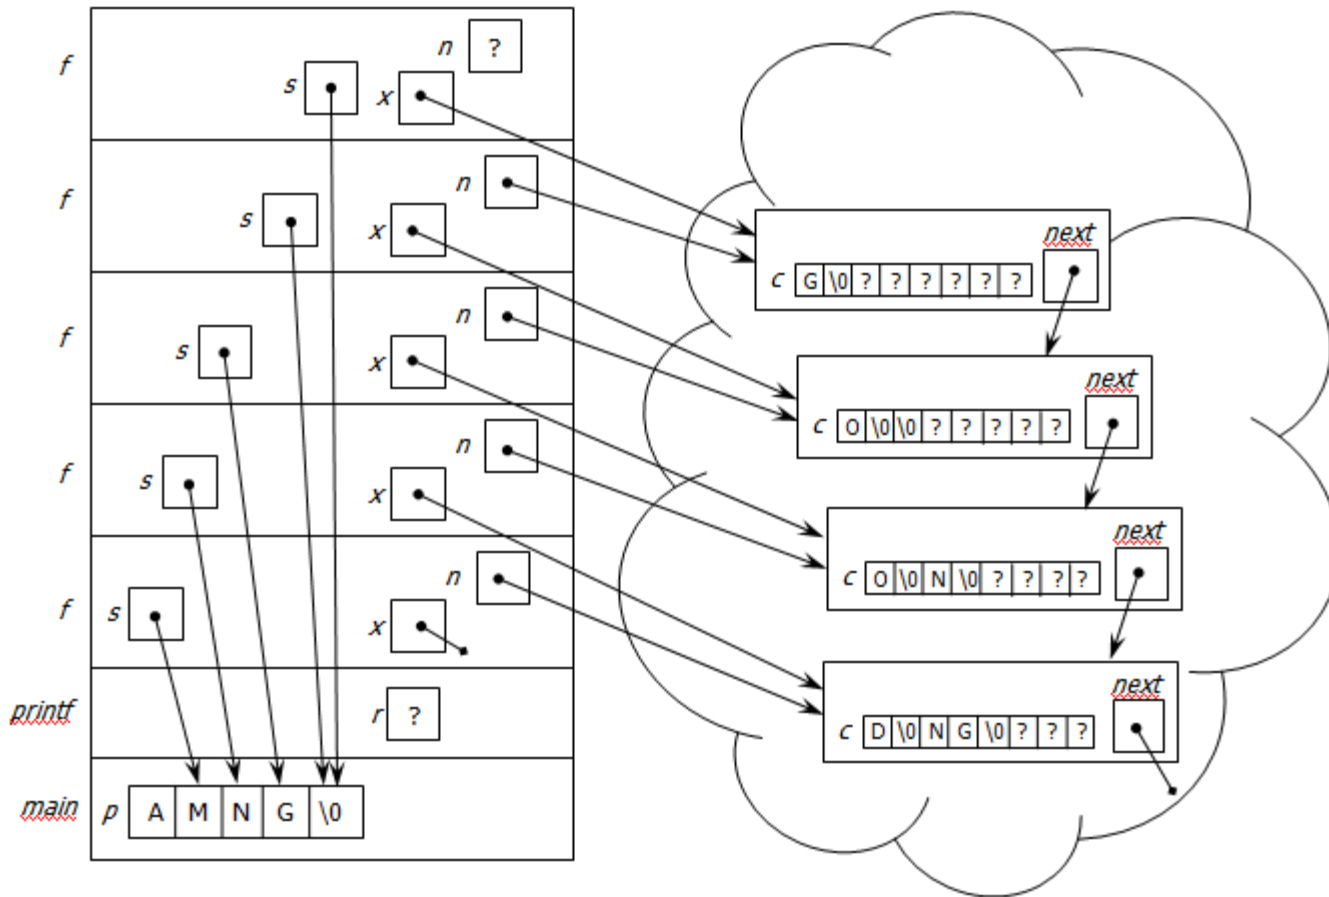 n ?
f s x
n
f s x next
c G \0 ? ? ? ? ? ?
n
f s x next
c O \0 \0 ? ? ? ? ?
n
f s x next
c O \0 N \0 ? ? ? ?
n
f s x next
printf r ? c D \0 N G \0 ? ? ?
main p A M N G \0